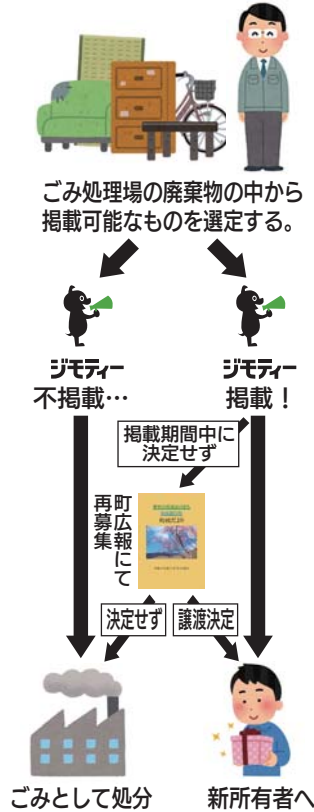 ごみ処理場の廃棄物の中から
掲載可能なものを選定する。
ジモティー
不掲載…
ジモティー
掲載！
掲載期間中に
決定せず
町広報にて
再募集
決定せず
譲渡決定
ごみとして処分
新所有者へ